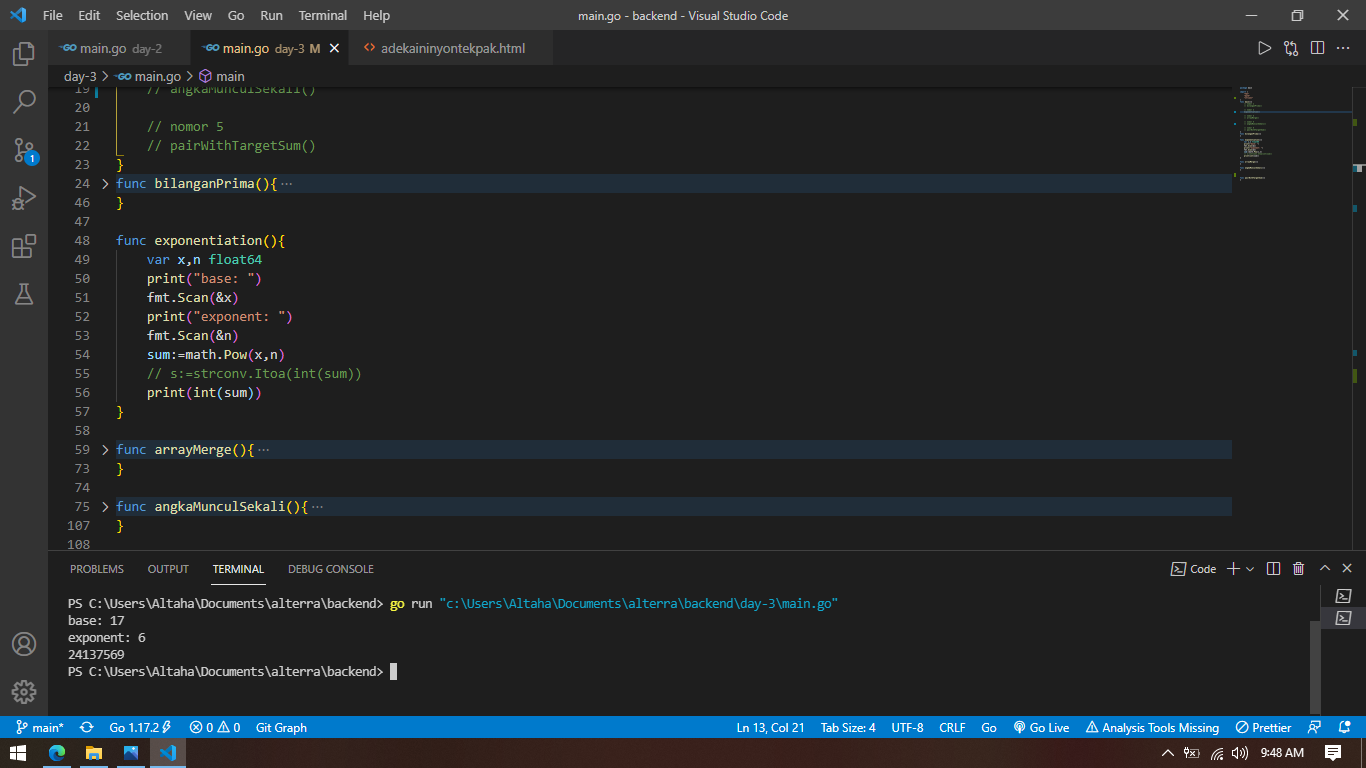 File Edit Selection View Go Run Terminal Help main.go - backend - Visual Studio Code
main.go day-2 main.go day-3 M adekaininyontekpak.html
day-3 > main.go > main
19 // angkaMunculSekali()
20
21 // nomor 5
22 // pairWithTargetSum()
23 }
24 func bilanganPrima(){ ···
46 }
47
48 func exponentiation(){
49 var x,n float64
50 print("base: ")
51 fmt.Scan(&x)
52 print("exponent: ")
53 fmt.Scan(&n)
54 sum:=math.Pow(x,n)
55 // s:=strconv.Itoa(int(sum))
56 print(int(sum))
57 }
58
59 func arrayMerge(){ ···
73 }
74
75 func angkaMunculSekali(){ ···
107 }
108
PROBLEMS OUTPUT TERMINAL DEBUG CONSOLE Code
PS C:\Users\Altaha\Documents\alterra\backend> go run "c:\Users\Altaha\Documents\alterra\backend\day-3\main.go"
base: 17
exponent: 6
24137569
PS C:\Users\Altaha\Documents\alterra\backend>
1
main* Go 1.17.2 0 0 Git Graph Ln 13, Col 21 Tab Size: 4 UTF-8 CRLF Go Go Live Analysis Tools Missing Prettier
9:48 AM